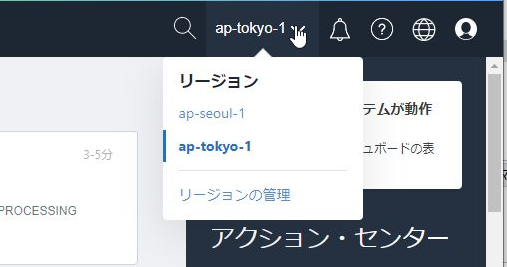 ap-tokyo-1
リージョン
ap-seoul-1
ap-tokyo-1
リージョンの管理
テムが動作
ュボードの表
3-5分
PROCESSING
アクション・センター